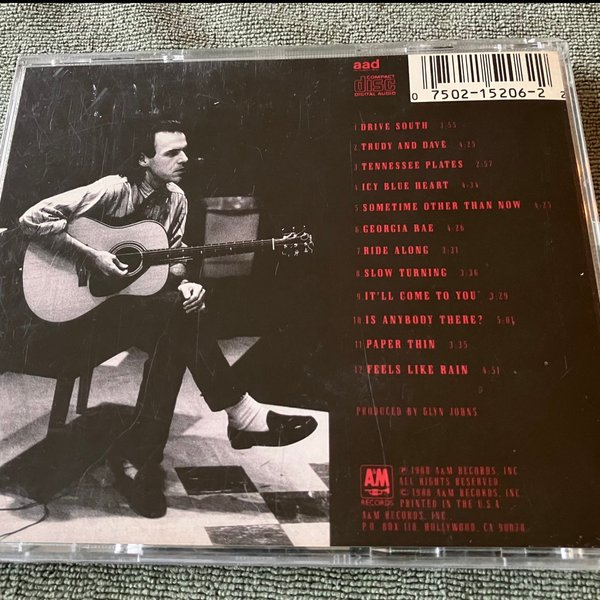 aad
COMPACT
disc
DIGITAL AUDIO
0 7502-15206-2 2
1 DRIVE SOUTH 3:55
2 TRUDY AND DAVE 4:25
3 TENNESSEE PLATES 2:57
4 ICY BLUE HEART 4:34
5 SOMETIME OTHER THAN NOW 4:25
6 GEORGIA RAE 4:26
7 RIDE ALONG 3:31
8 SLOW TURNING 3:36
9 IT'LL COME TO YOU 3:29
10 IS ANYBODY THERE? 5:01
11 PAPER THIN 3:35
12 FEELS LIKE RAIN 4:51
PRODUCED BY GLYN JOHNS
A&M
RECORDS
℗ 1988 A&M RECORDS, INC
ALL RIGHTS RESERVED.
© 1988 A&M RECORDS, INC.
PRINTED IN THE U.S.A
A&M RECORDS, INC.
P.O. BOX 118, HOLLYWOOD, CA 90078